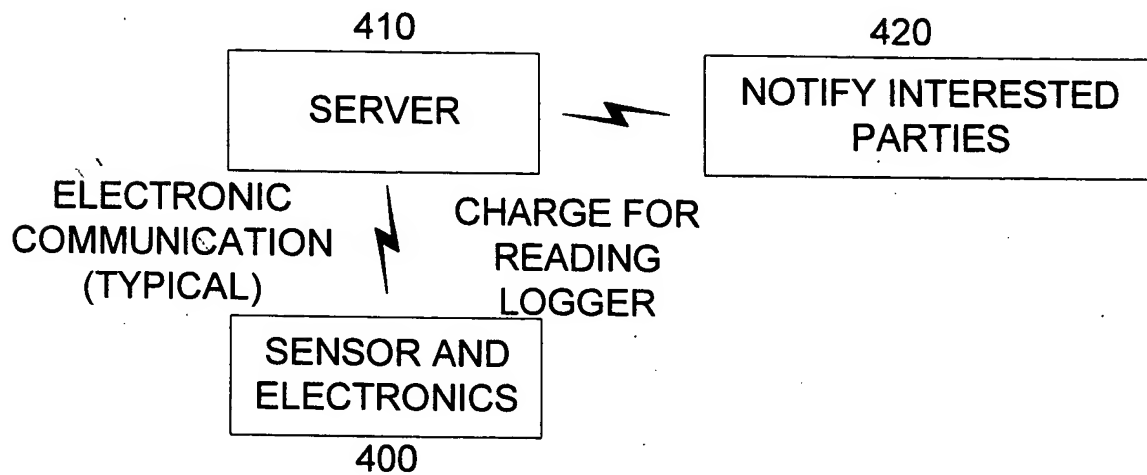 410
SERVER
420
NOTIFY INTERESTED
PARTIES
ELECTRONIC
COMMUNICATION
(TYPICAL)
CHARGE FOR
READING
LOGGER
SENSOR AND
ELECTRONICS
400